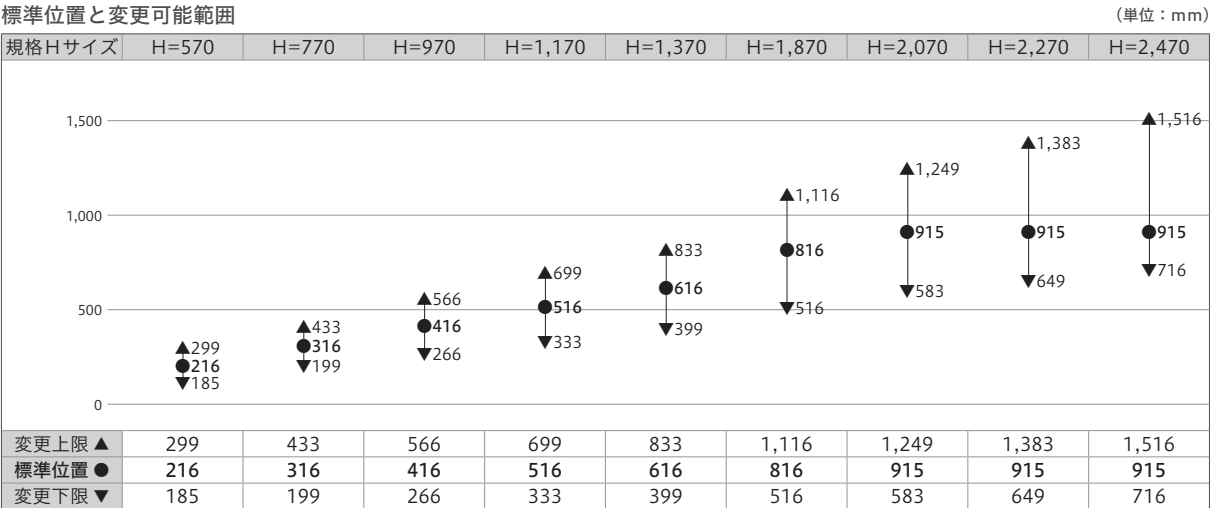 標準位置と変更可能範囲 (単位：mm)
規格Hサイズ H=570 H=770 H=970 H=1,170 H=1,370 H=1,870 H=2,070 H=2,270 H=2,470
1,500
1,000
500
0
▲299 ▲433 ▲566 ▲699 ▲833 ▲1,116 ▲1,249 ▲1,383 ▲1,516
●216 ●316 ●416 ●516 ●616 ●816 ●915 ●915 ●915
▼185 ▼199 ▼266 ▼333 ▼399 ▼516 ▼583 ▼649 ▼716
変更上限▲ 299 433 566 699 833 1,116 1,249 1,383 1,516
標準位置● 216 316 416 516 616 816 915 915 915
変更下限▼ 185 199 266 333 399 516 583 649 716